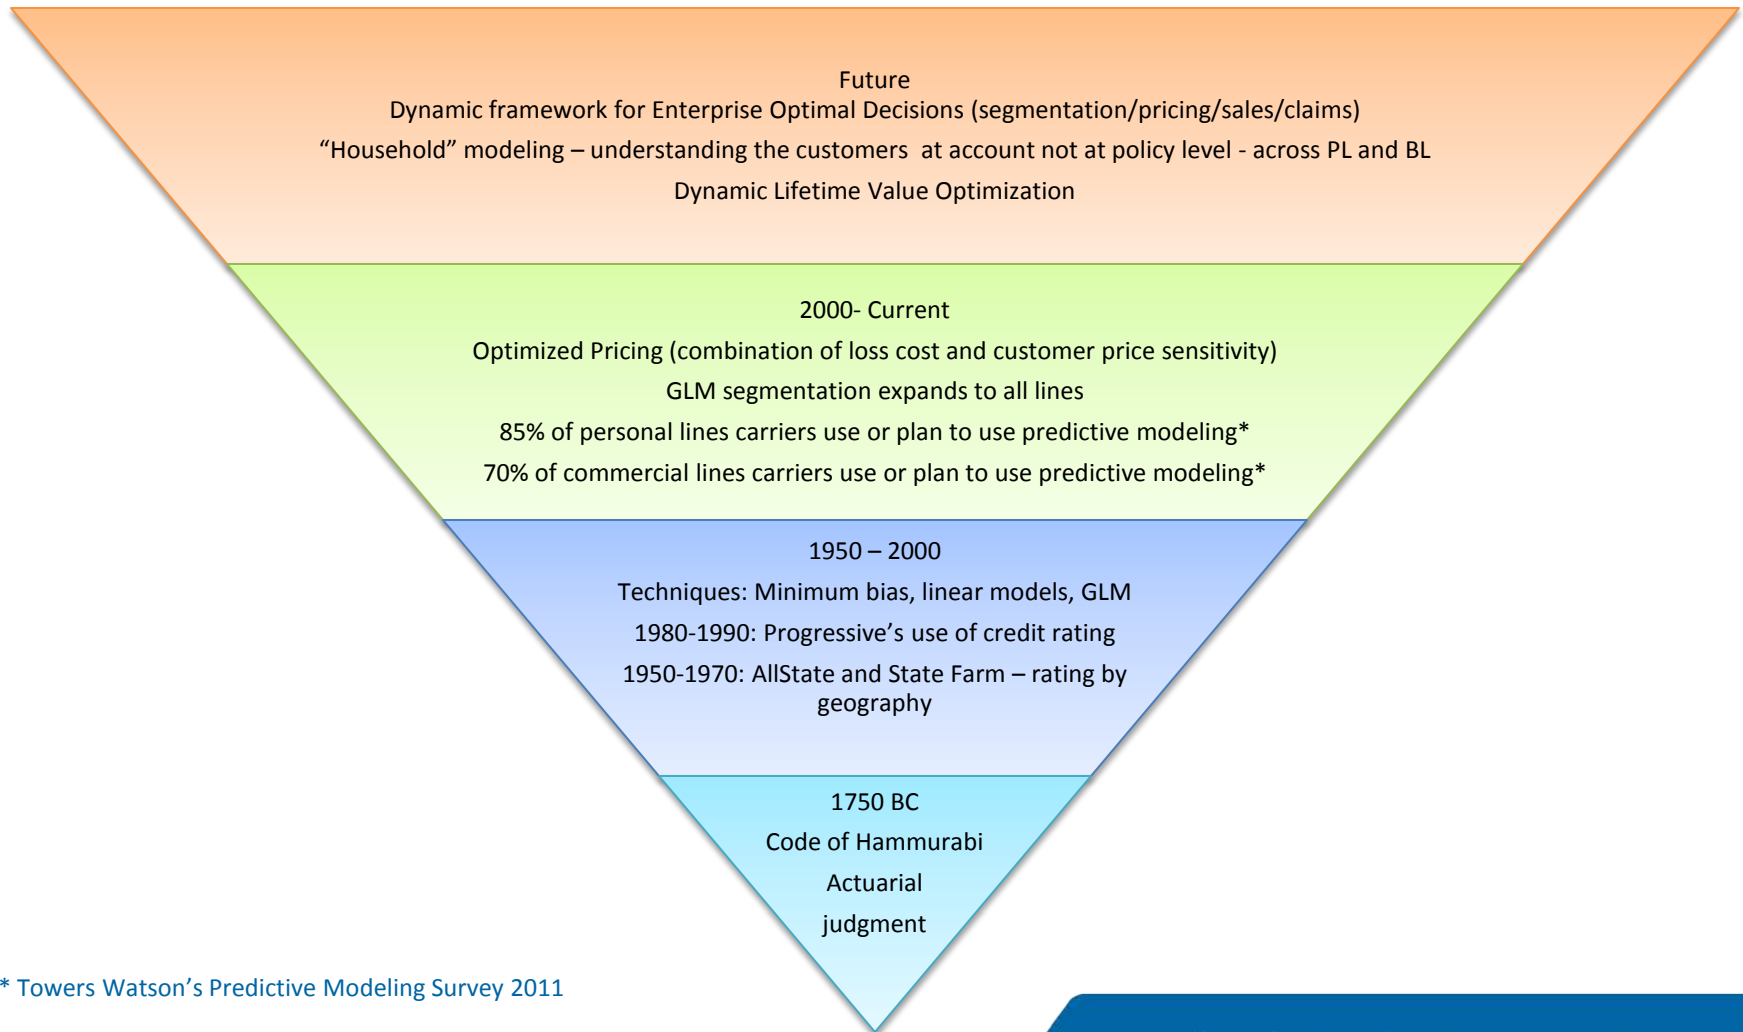 Future
Dynamic framework for Enterprise Optimal Decisions (segmentation/pricing/sales/claims)
“Household” modeling – understanding the customers  at account not at policy level - across PL and BL
Dynamic Lifetime Value Optimization
2000- Current
Optimized Pricing (combination of loss cost and customer price sensitivity)
GLM segmentation expands to all lines
85% of personal lines carriers use or plan to use predictive modeling*
70% of commercial lines carriers use or plan to use predictive modeling*
1950 – 2000
Techniques: Minimum bias, linear models, GLM
1980-1990: Progressive’s use of credit rating
1950-1970: AllState and State Farm – rating by
geography
1750 BC
Code of Hammurabi
Actuarial
judgment
* Towers Watson’s Predictive Modeling Survey 2011